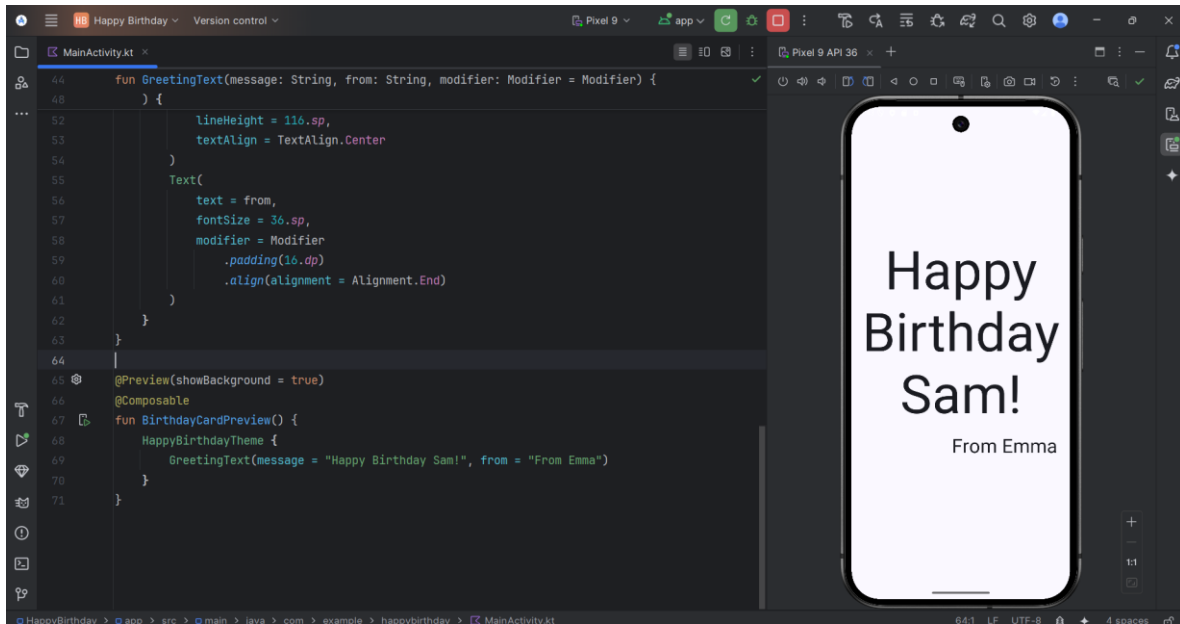 HB Happy Birthday Version control Pixel 9 app
MainActivity.kt
44 fun GreetingText(message: String, from: String, modifier: Modifier = Modifier) {
48 ) {
52 lineHeight = 116.sp,
53 textAlign = TextAlign.Center
54 )
55 Text(
56 text = from,
57 fontSize = 36.sp,
58 modifier = Modifier
59 .padding(16.dp)
60 .align(alignment = Alignment.End)
61 )
62 }
63 }
64
65 @Preview(showBackground = true)
66 @Composable
67 fun BirthdayCardPreview() {
68 HappyBirthdayTheme {
69 GreetingText(message = "Happy Birthday Sam!", from = "From Emma")
70 }
71 }
Pixel 9 API 36
Happy
Birthday
Sam!
From Emma
1:1
HappyBirthday > app > src > main > java > com > example > happybirthday > MainActivity.kt
64:1 LF UTF-8 4 spaces